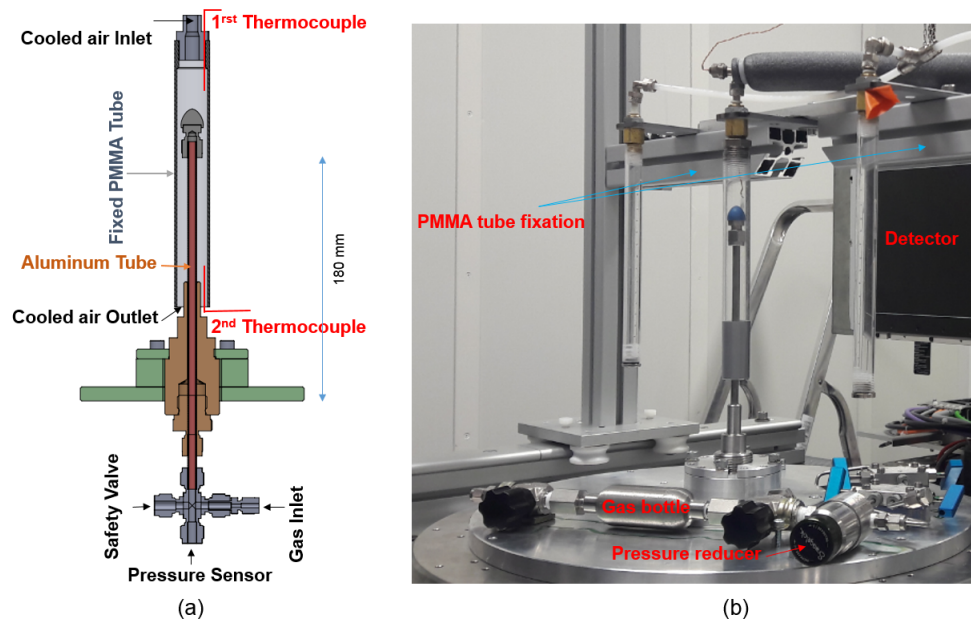 1rst Thermocouple
Cooled air Inlet
Fixed PMMA Tube
180 mm
Aluminum Tube
Cooled air Outlet
2nd Thermocouple
Safety Valve
Gas Inlet
Pressure Sensor
(a)
PMMA tube fixation
Detector
Gas bottle
Pressure reducer
(b)